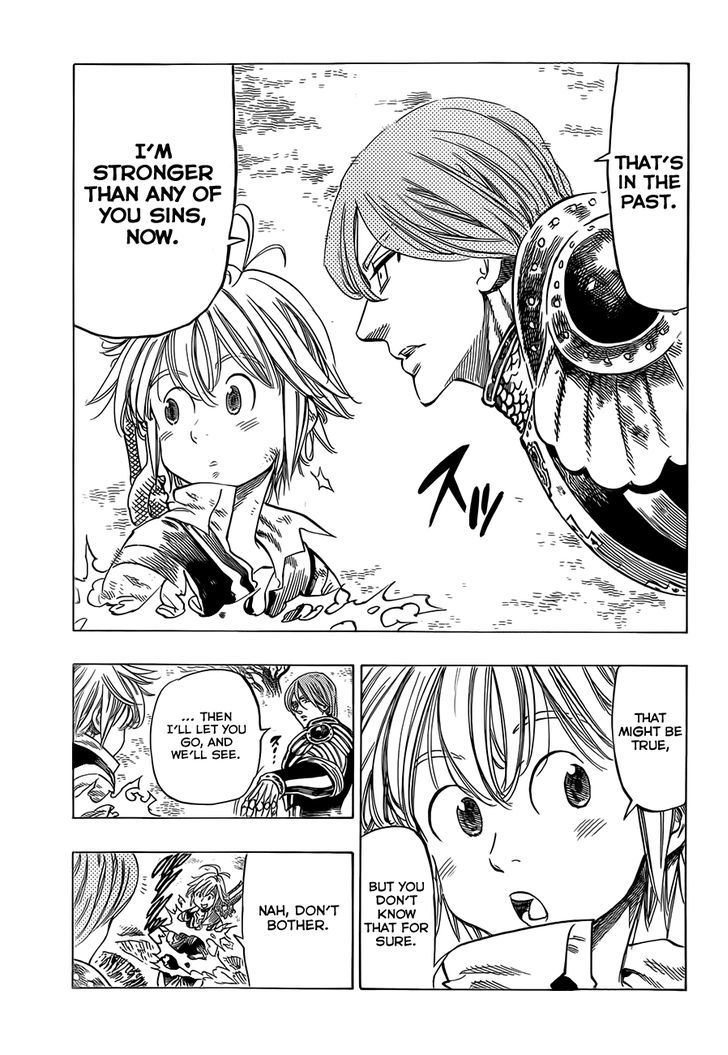 THAT'S
IN THE
PAST.
I'M
STRONGER
THAN ANY OF
YOU SINS,
NOW.
スッ
THAT
MIGHT BE
TRUE,
BUT YOU
DON'T
KNOW
THAT FOR
SURE.
... THEN
I'LL LET YOU
GO, AND
WE'LL SEE.
NAH, DON'T
BOTHER.